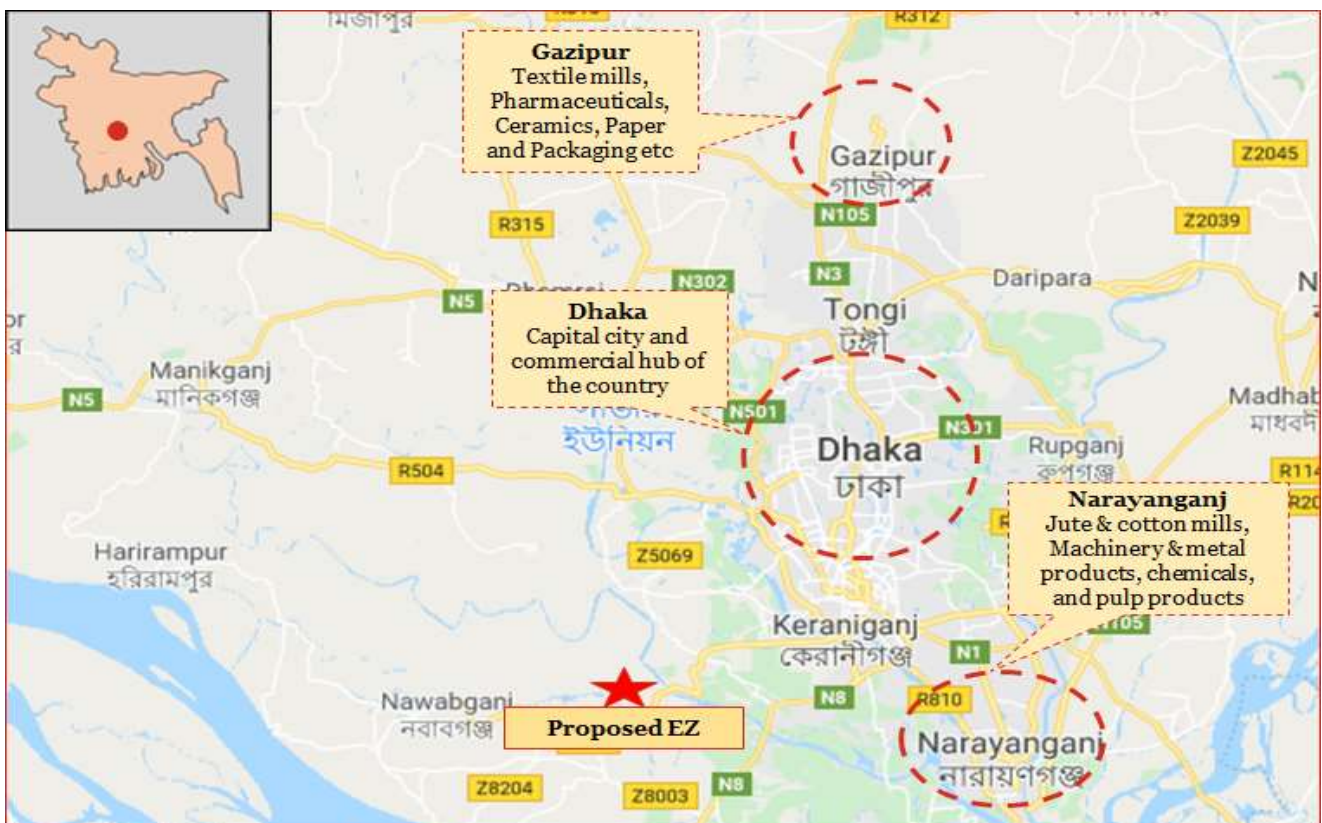 R312
Gazipur
Textile mills,
Pharmaceuticals,
Ceramics, Paper
and Packaging etc
Z2045
Gazipur
গাজীপুর
R315
N105
Z2039
N302
N3
Daripara
N5
Tongi
টঙ্গী
Dhaka
Capital city and
commercial hub of
the country
Manikganj
মানিকগঞ্জ
N5
N501
N301
ইউনিয়ন
Dhaka
ঢাকা
Rupganj
রূপগঞ্জ
R504
R114
Narayanganj
Jute & cotton mills,
Machinery & metal
products, chemicals,
and pulp products
Harirampur
হরিরামপুর
Z5069
Keraniganj
কেরানীগঞ্জ
N1
N105
Nawabganj
নবাবগঞ্জ
N8
R810
Proposed EZ
Narayanganj
নারায়ণগঞ্জ
Z8204
Z8003
N8